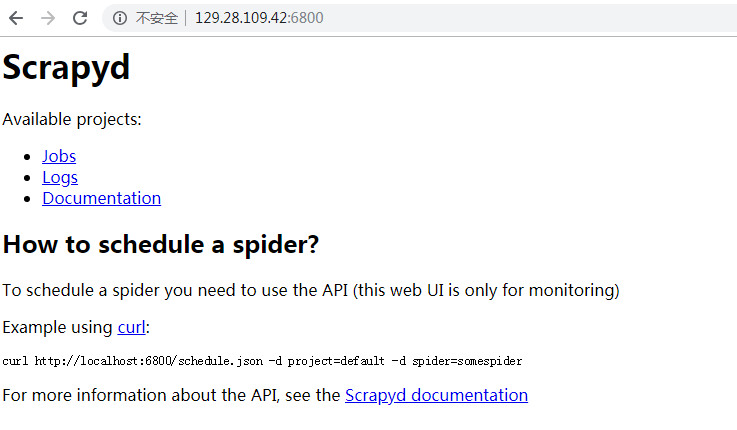 不安全 129.28.109.42:6800
Scrapyd
Available projects:
Jobs
Logs
Documentation
How to schedule a spider?
To schedule a spider you need to use the API (this web UI is only for monitoring)
Example using curl:
curl http://localhost:6800/schedule.json -d project=default -d spider=somespider
For more information about the API, see the Scrapyd documentation